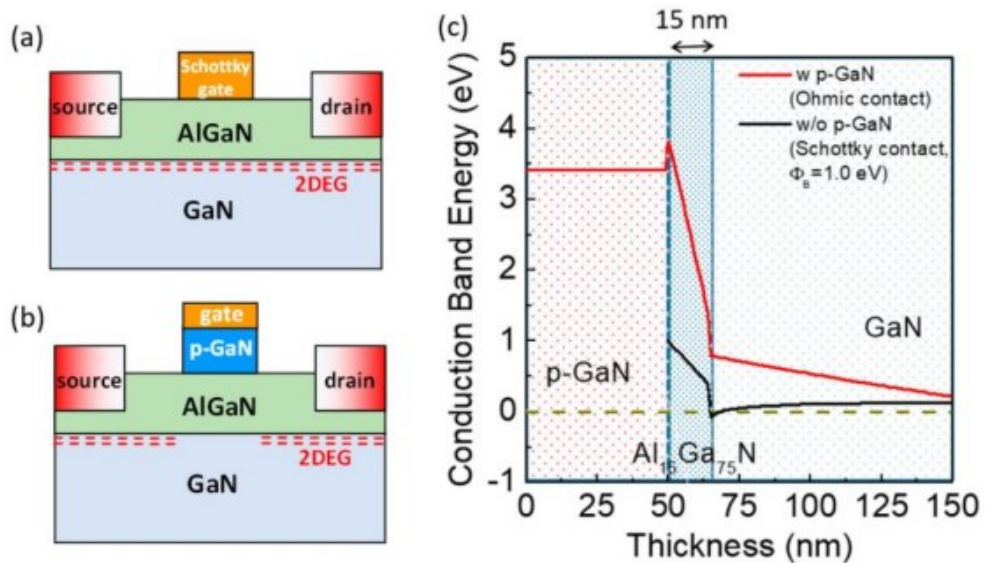 (a)
Schottky
gate
source
drain
AlGaN
2DEG
GaN
(b)
gate
p-GaN
source
drain
AlGaN
2DEG
GaN
(c)
15 nm
Conduction Band Energy (eV)
5
4
3
2
1
0
-1
w p-GaN
(Ohmic contact)
w/o p-GaN
(Schottky contact,
Φ_B=1.0 eV)
p-GaN
GaN
Al₁₅Ga₇₅N
0 25 50 75 100 125 150
Thickness (nm)